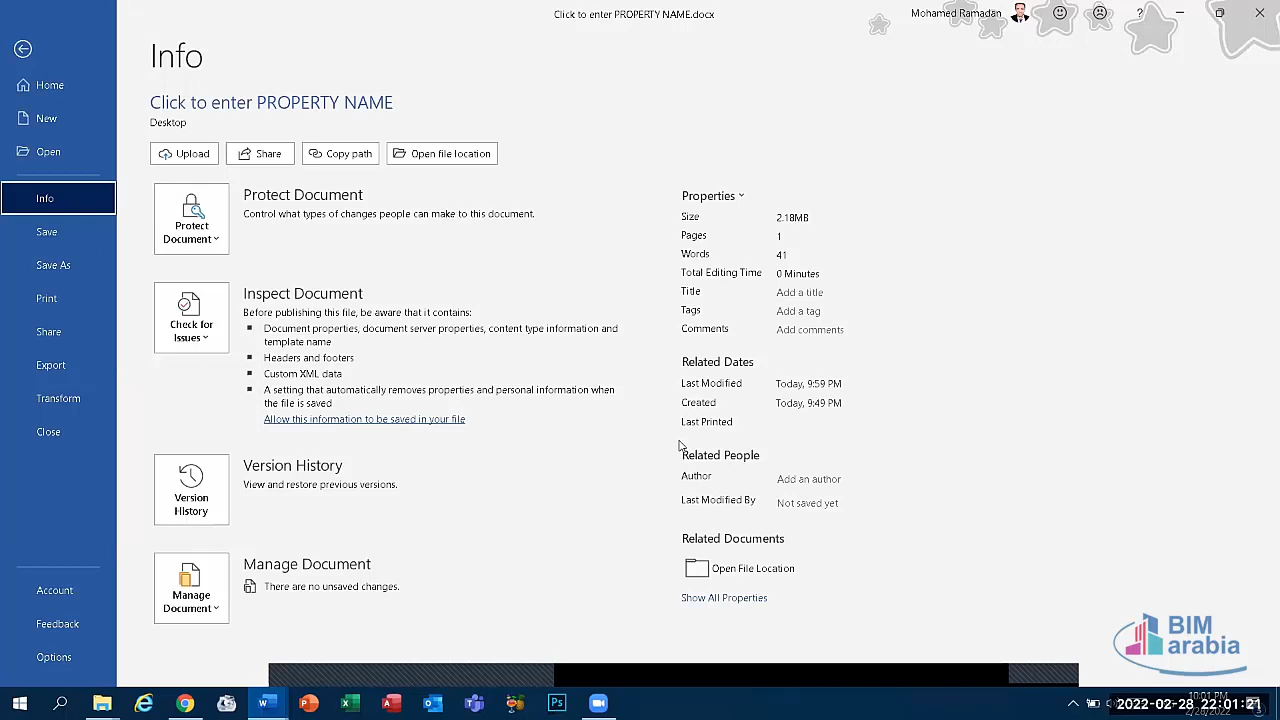 Click to enter PROPERTY NAME.docx
Mohamed Ramadan
?
Home
New
Open
Info
Save
Save As
Print
Share
Export
Transform
Close
Account
Feedback
Options
Info
Click to enter PROPERTY NAME
Desktop
Upload
Share
Copy path
Open file location
Protect Document
Protect Document
Control what types of changes people can make to this document.
Check for Issues
Inspect Document
Before publishing this file, be aware that it contains:
Document properties, document server properties, content type information and
template name
Headers and footers
Custom XML data
A setting that automatically removes properties and personal information when
the file is saved
Allow this information to be saved in your file
Version History
Version History
View and restore previous versions.
Manage Document
Manage Document
There are no unsaved changes.
Properties
Size 2.18MB
Pages 1
Words 41
Total Editing Time 0 Minutes
Title Add a title
Tags Add a tag
Comments Add comments
Related Dates
Last Modified Today, 9:59 PM
Created Today, 9:49 PM
Last Printed
Related People
Author Add an author
Last Modified By Not saved yet
Related Documents
Open File Location
Show All Properties
BIM
arabia
10:01 PM
2022-02-28 22:01:21